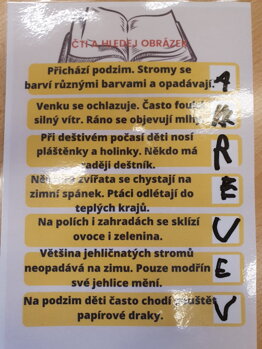 ČTI A HLEDEJ OBRÁZEK
Přichází podzim. Stromy se
barví různými barvami a opadávají.
Venku se ochlazuje. Často fouká
silný vítr. Ráno se objevují mlhy.
Při deštivém počasí děti nosí
pláštěnky a holinky. Někdo má
raději deštník.
zvířata se chystají na
zimní spánek. Ptáci odlétají do
teplých krajů.
Na polích i zahradách se sklízí
ovoce i zelenina.
Většina jehličnatých stromů
neopadává na zimu. Pouze modřín
své jehlice mění.
Na podzim děti často chodí pouštět
papírové draky.
A
R
E
U
E
V